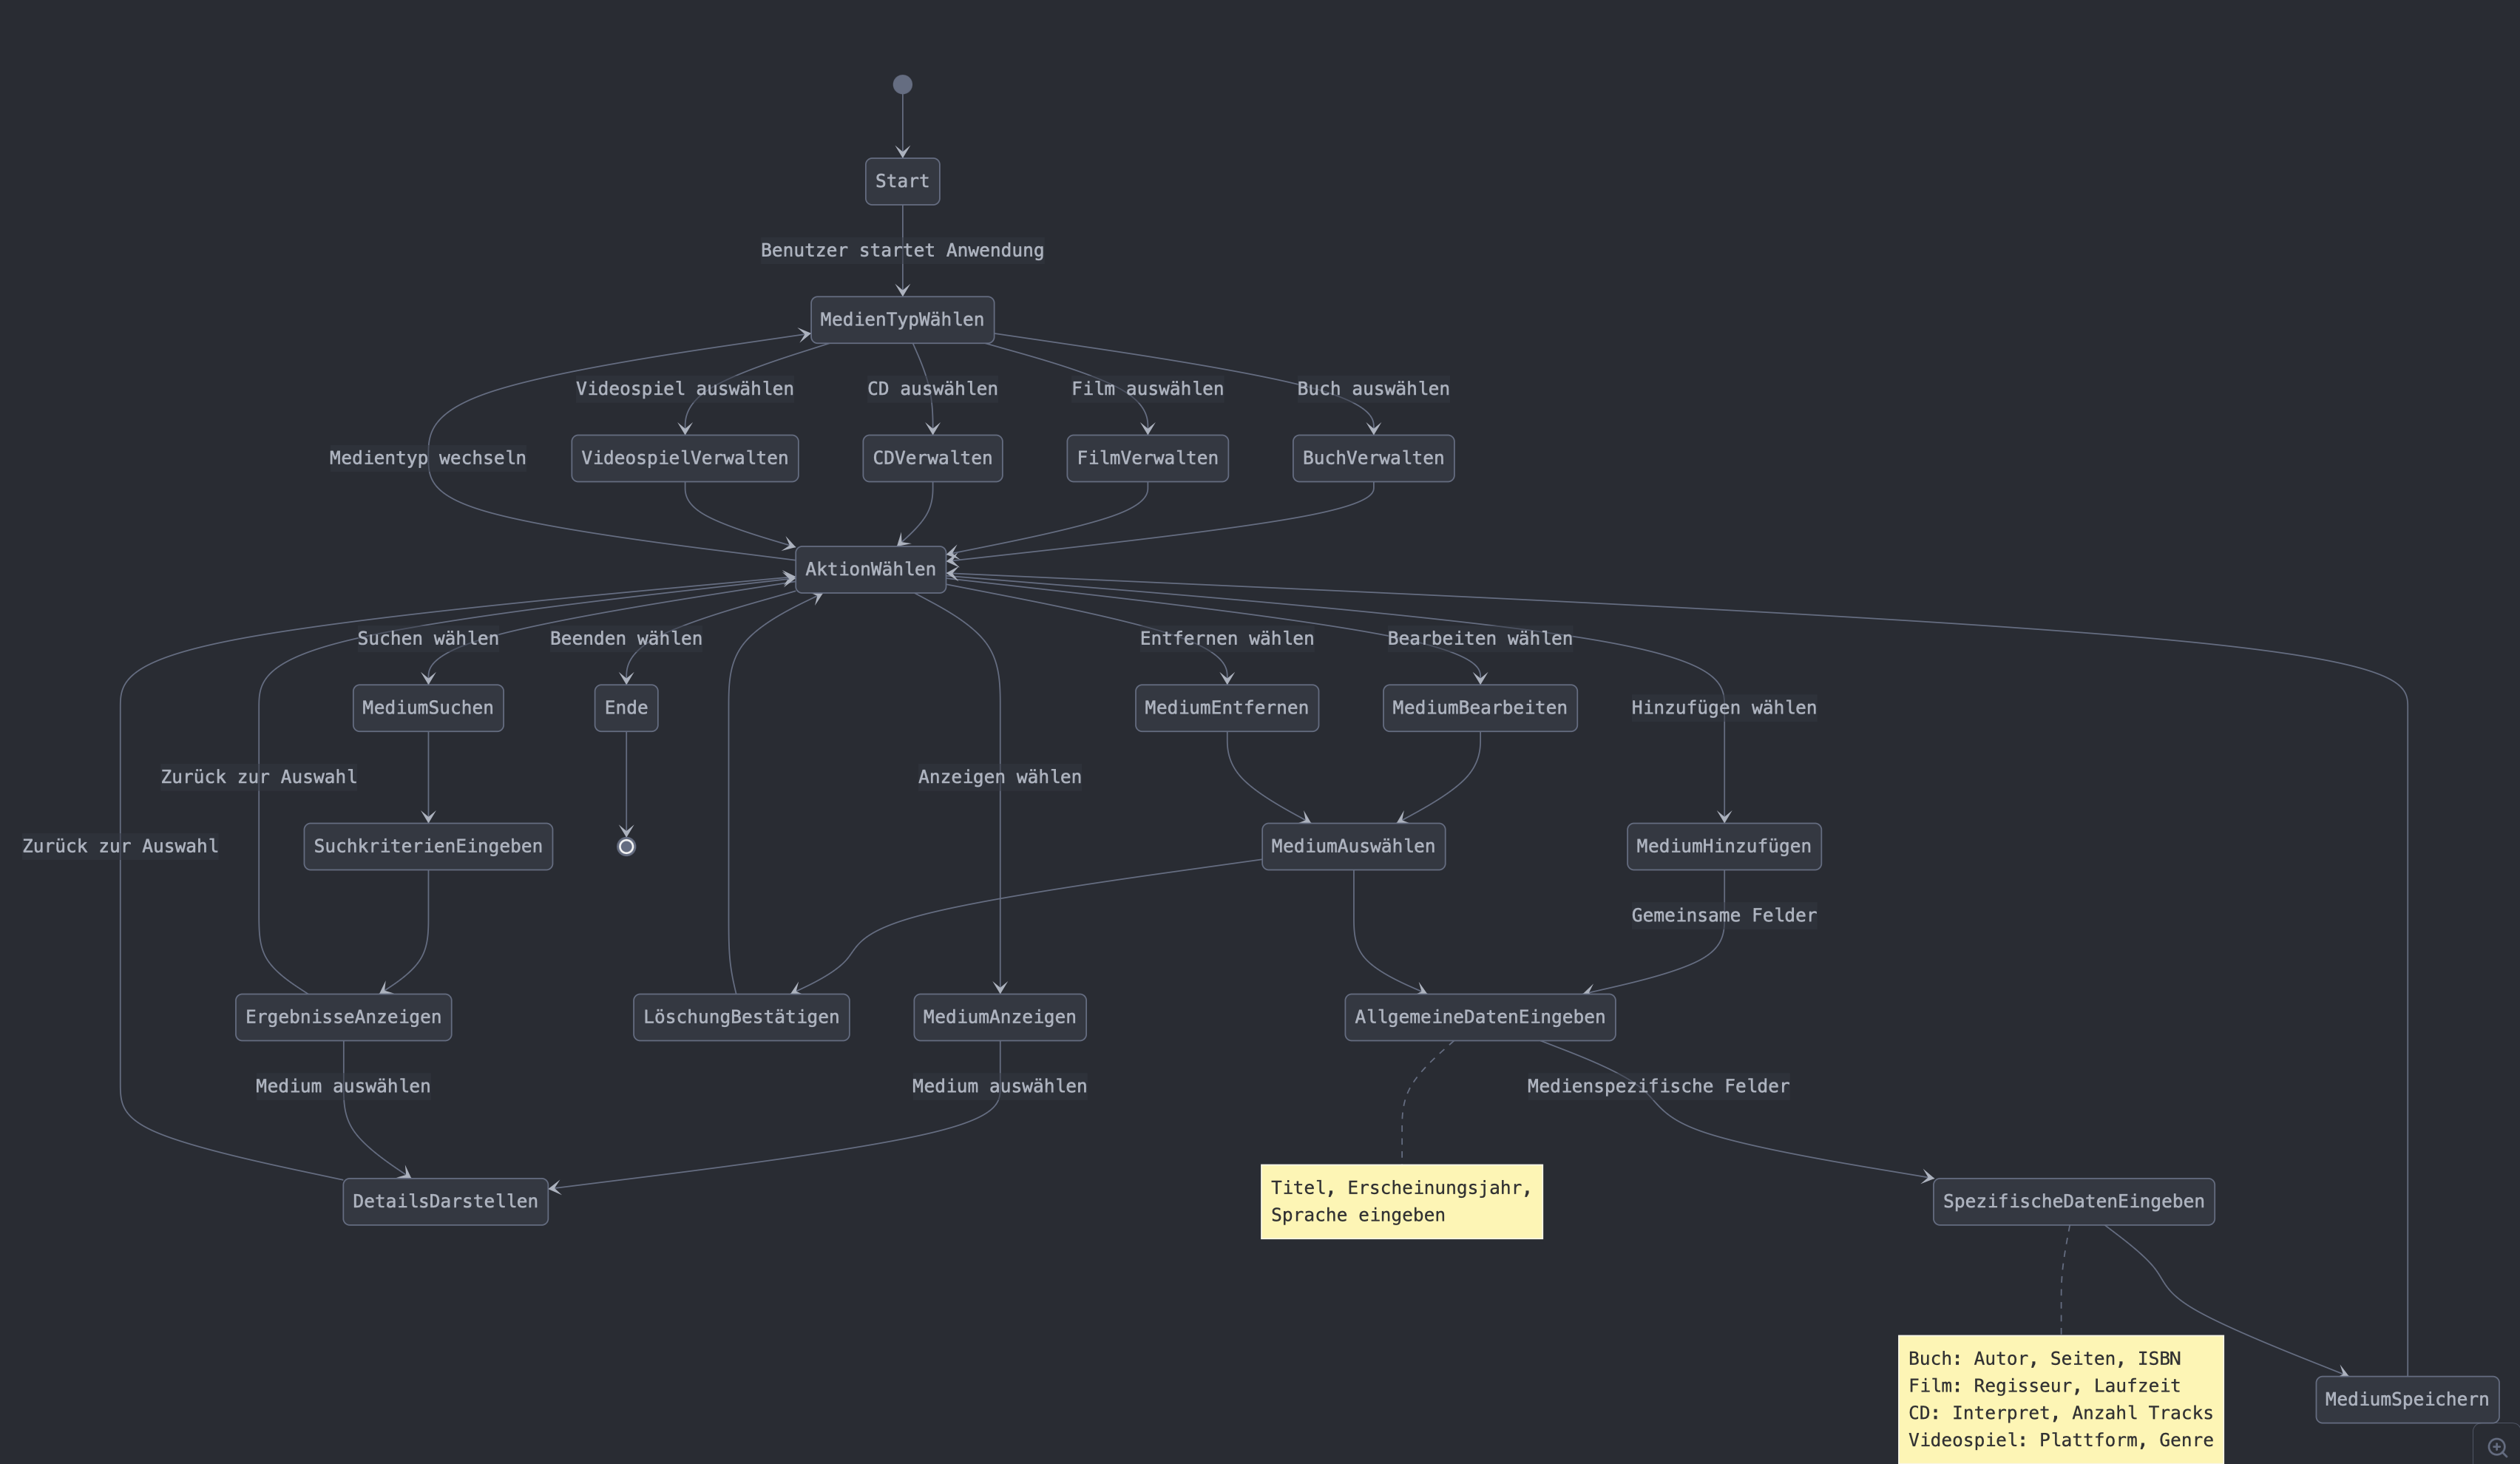 Start
Benutzer startet Anwendung
MedienTypWählen
Videospiel auswählen
CD auswählen
Film auswählen
Buch auswählen
Medientyp wechseln
VideospielVerwalten
CDVerwalten
FilmVerwalten
BuchVerwalten
AktionWählen
Suchen wählen
Beenden wählen
Entfernen wählen
Bearbeiten wählen
MediumSuchen
Ende
MediumEntfernen
MediumBearbeiten
Hinzufügen wählen
Zurück zur Auswahl
Anzeigen wählen
Zurück zur Auswahl
SuchkriterienEingeben
MediumAuswählen
MediumHinzufügen
Gemeinsame Felder
ErgebnisseAnzeigen
LöschungBestätigen
MediumAnzeigen
AllgemeineDatenEingeben
Medium auswählen
Medium auswählen
Medienspezifische Felder
DetailsDarstellen
Titel, Erscheinungsjahr,
Sprache eingeben
SpezifischeDatenEingeben
Buch: Autor, Seiten, ISBN
Film: Regisseur, Laufzeit
CD: Interpret, Anzahl Tracks
Videospiel: Plattform, Genre
MediumSpeichern